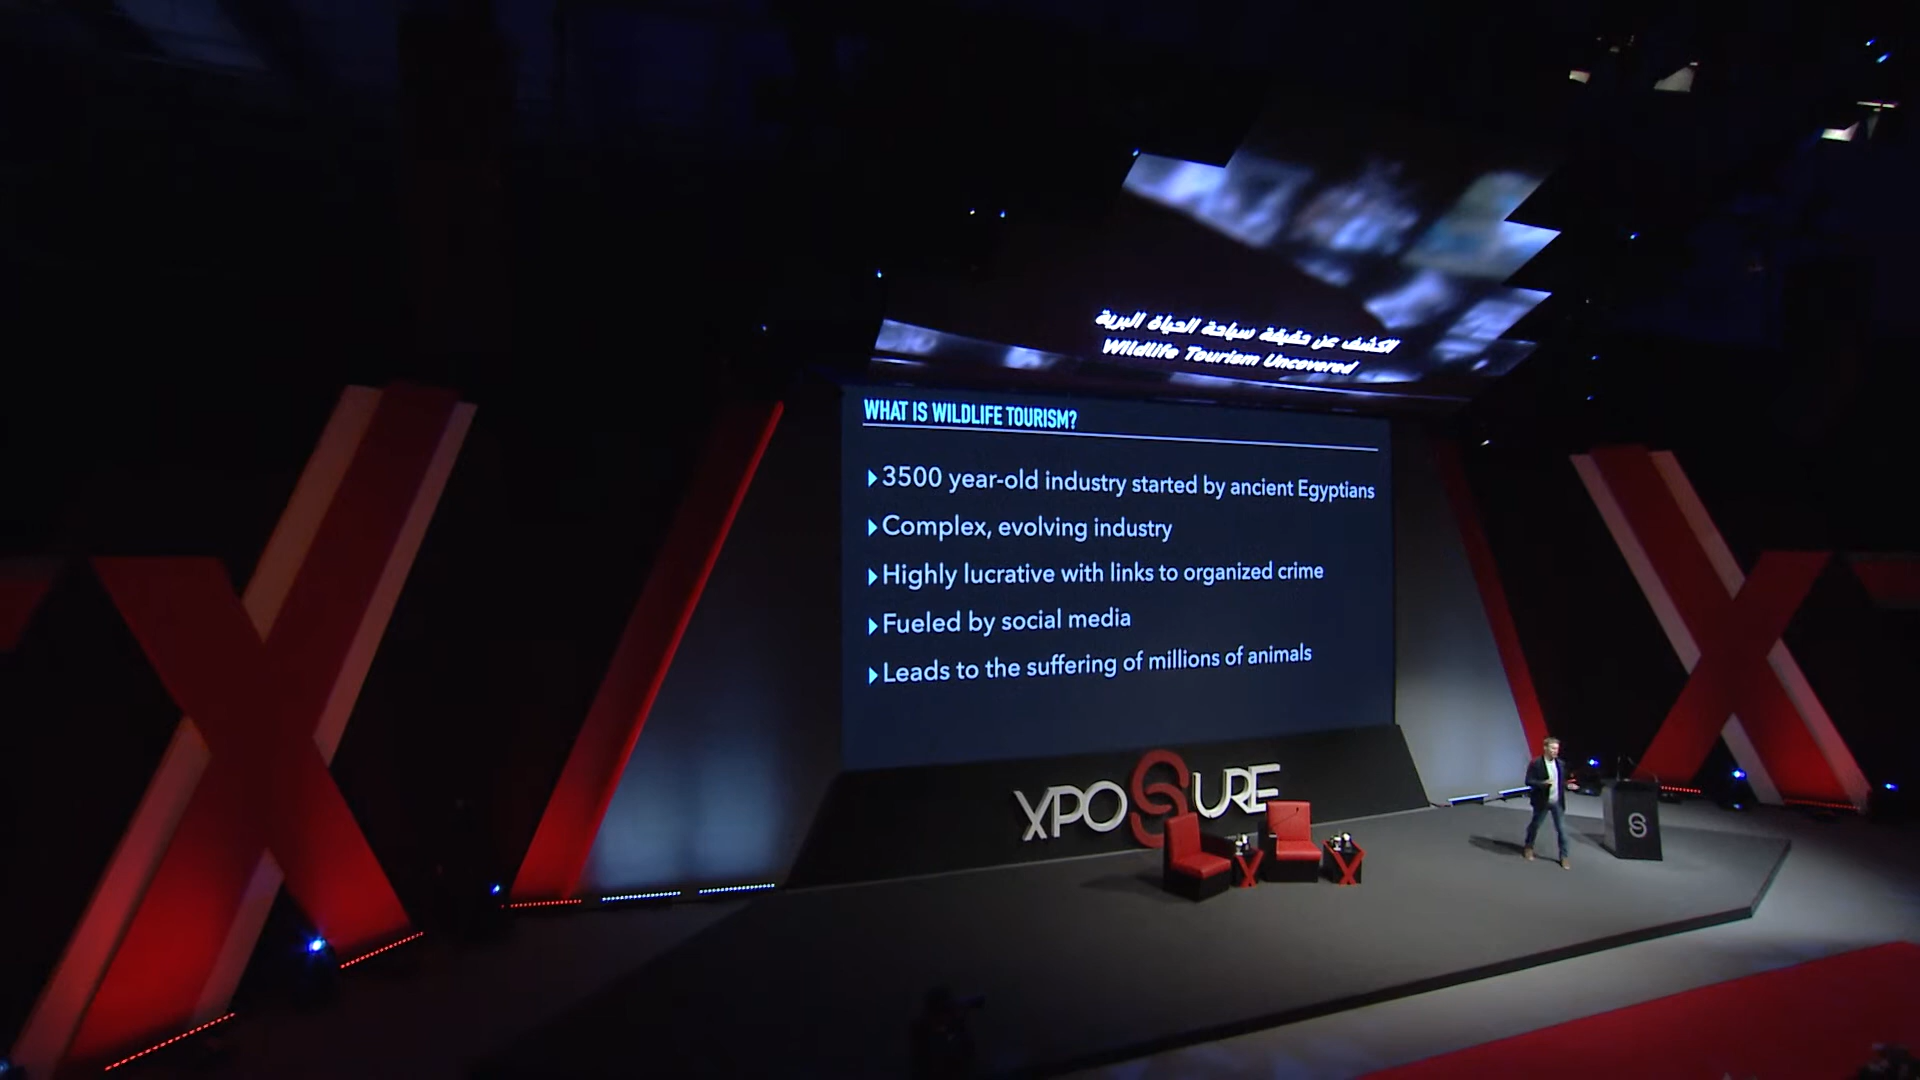 الكشف عن حقيقة سياحة الحياة البرية
Wildlife Tourism Uncovered
WHAT IS WILDLIFE TOURISM?
3500 year-old industry started by ancient Egyptians
Complex, evolving industry
Highly lucrative with links to organized crime
Fueled by social media
Leads to the suffering of millions of animals
XPOSURE